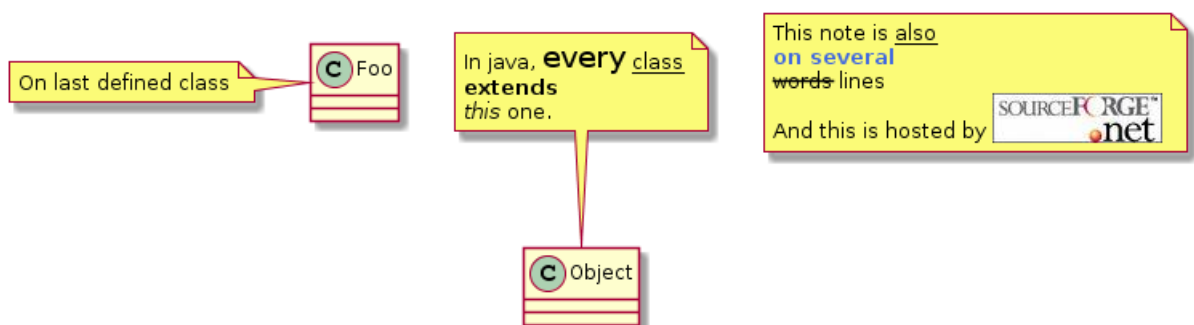 On last defined class
C Foo
In java, every class
extends
this one.
C Object
This note is also
on several
words lines
And this is hosted by SOURCEFORGE™
.net